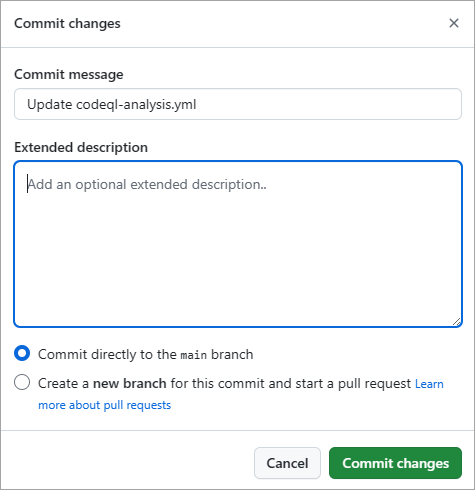 Commit changes
Commit message
Update codeql-analysis.yml
Extended description
Add an optional extended description..
Commit directly to the main branch
Create a new branch for this commit and start a pull request Learn
more about pull requests
Cancel
Commit changes